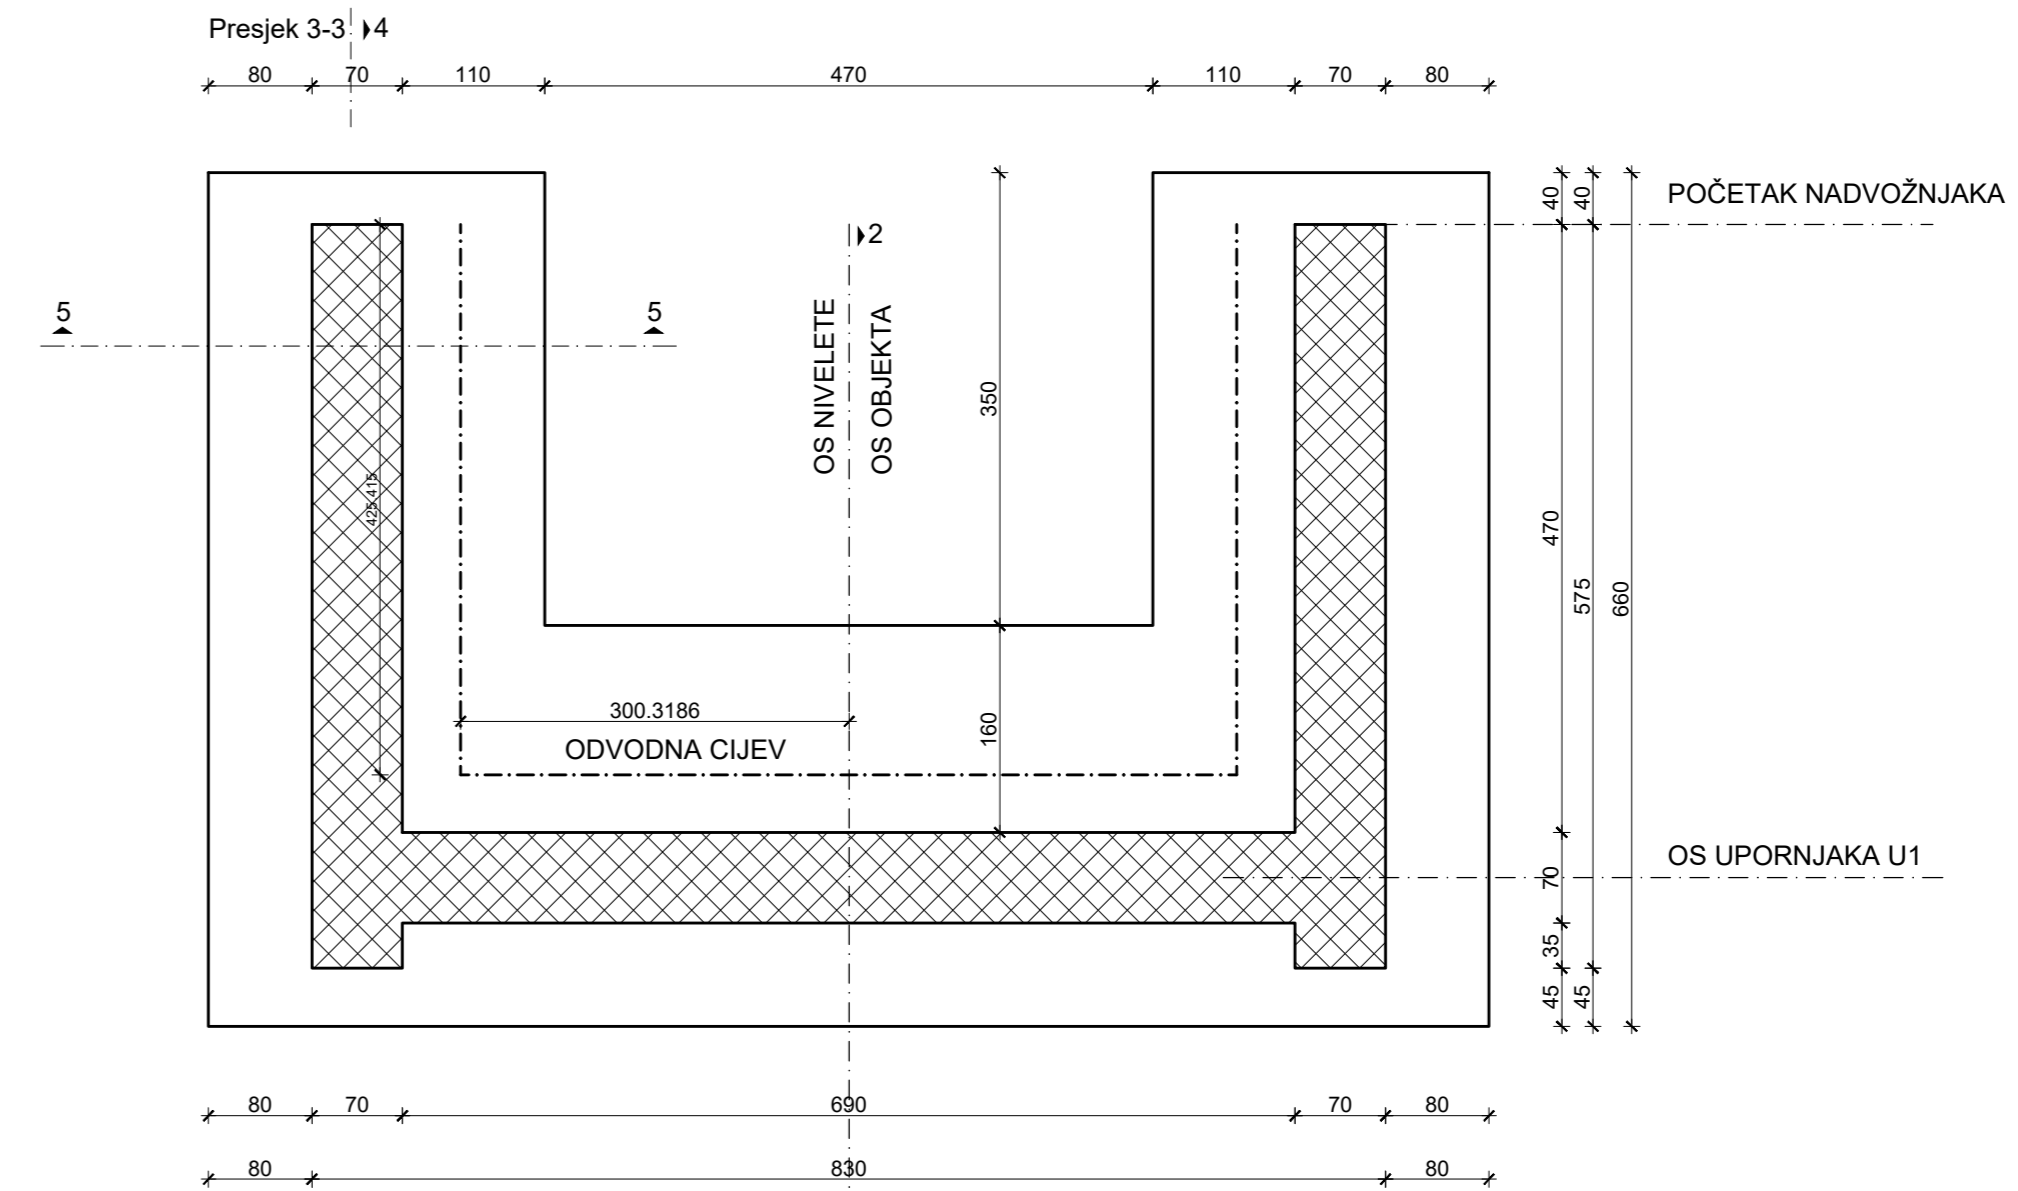 Presjek 3-3 4
80 70 110 470 110 70 80
40 40
POČETAK NADVOŽNJAKA
2
5 5
OS NIVELETE
OS OBJEKTA
350
425.415
470
575
660
300.3186
160
ODVODNA CIJEV
OS UPORNJAKA U1
70
35
45 45
80 70 690 70 80
80 830 80